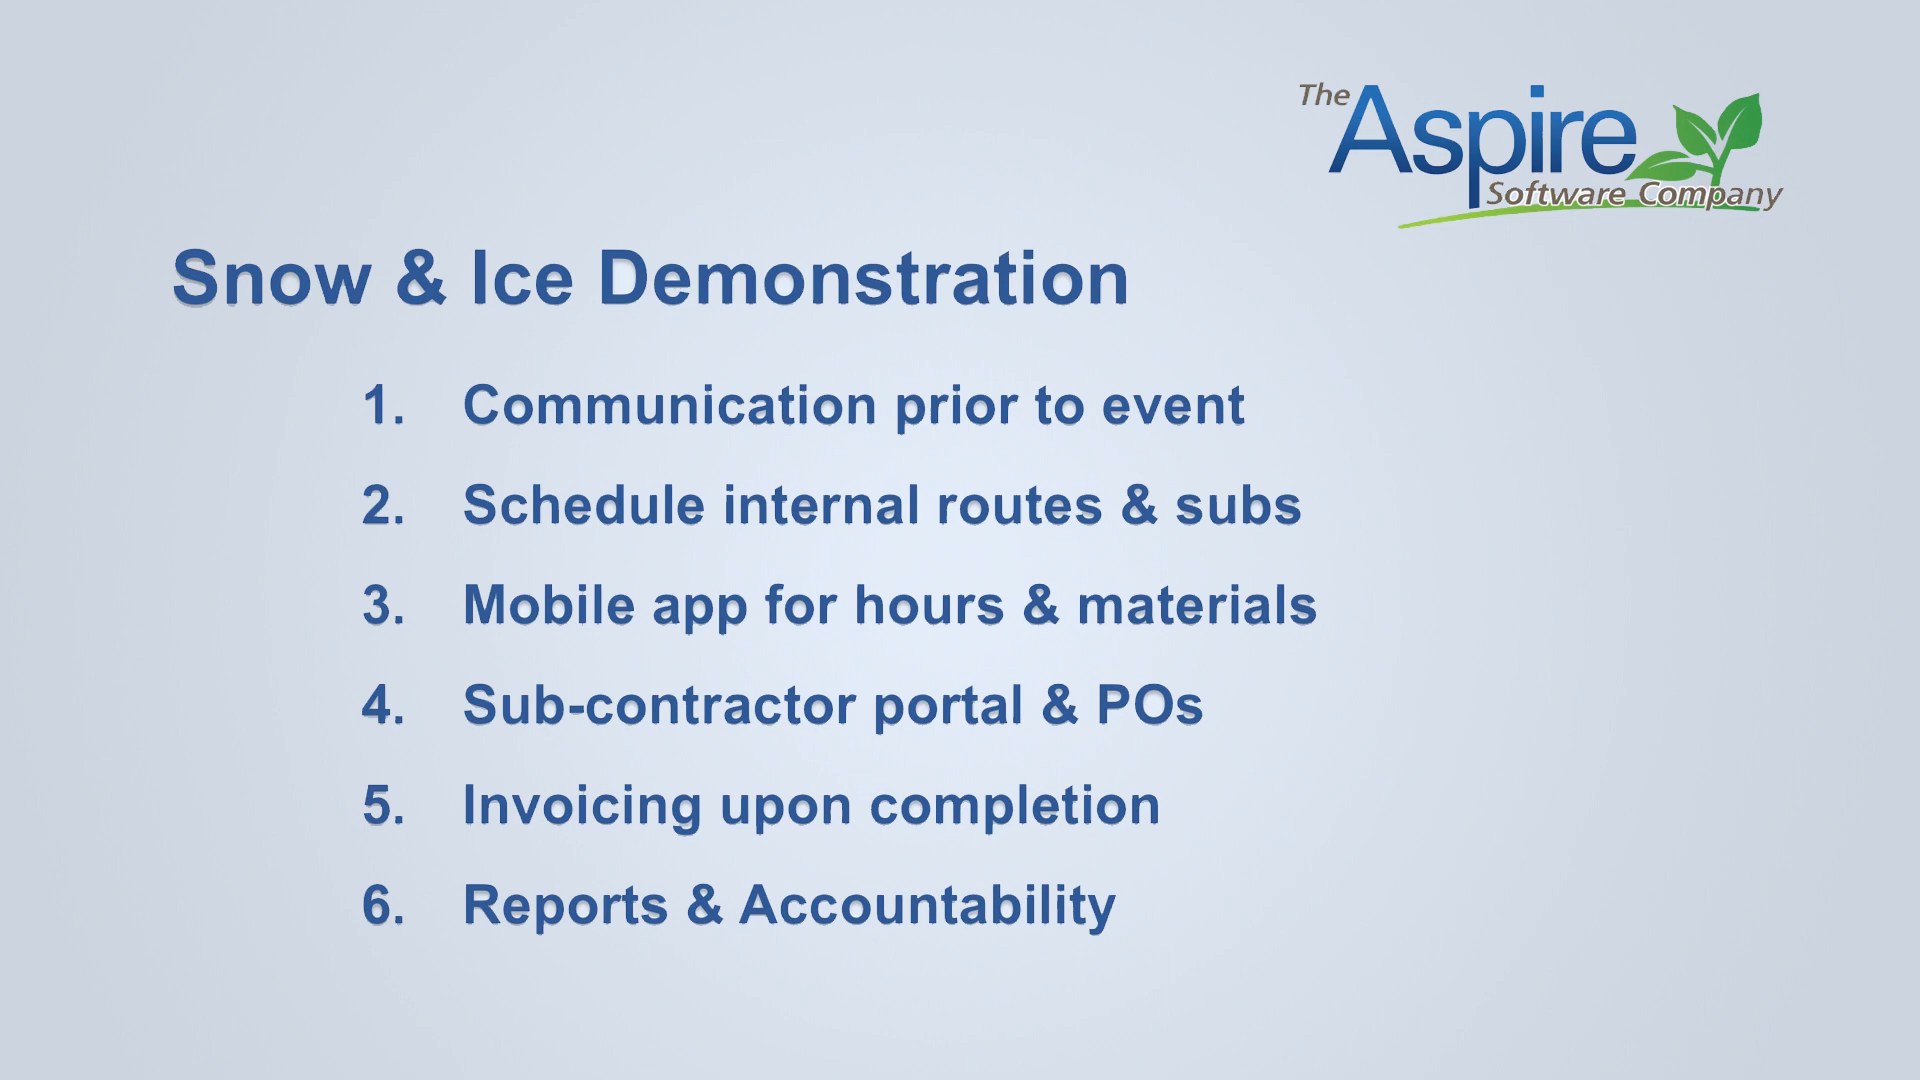 The
Aspire
Software Company
Snow & Ice Demonstration
1. Communication prior to event
2. Schedule internal routes & subs
3. Mobile app for hours & materials
4. Sub-contractor portal & POs
5. Invoicing upon completion
6. Reports & Accountability